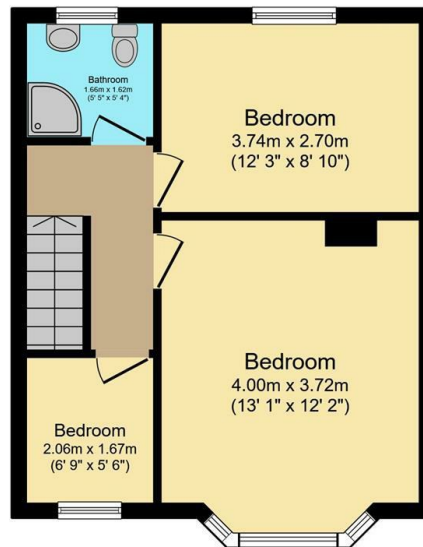 Bathroom
1.66m x 1.62m
(5' 5" x 5' 4")
Bedroom
3.74m x 2.70m
(12' 3" x 8' 10")
Bedroom
4.00m x 3.72m
(13' 1" x 12' 2")
Bedroom
2.06m x 1.67m
(6' 9" x 5' 6")